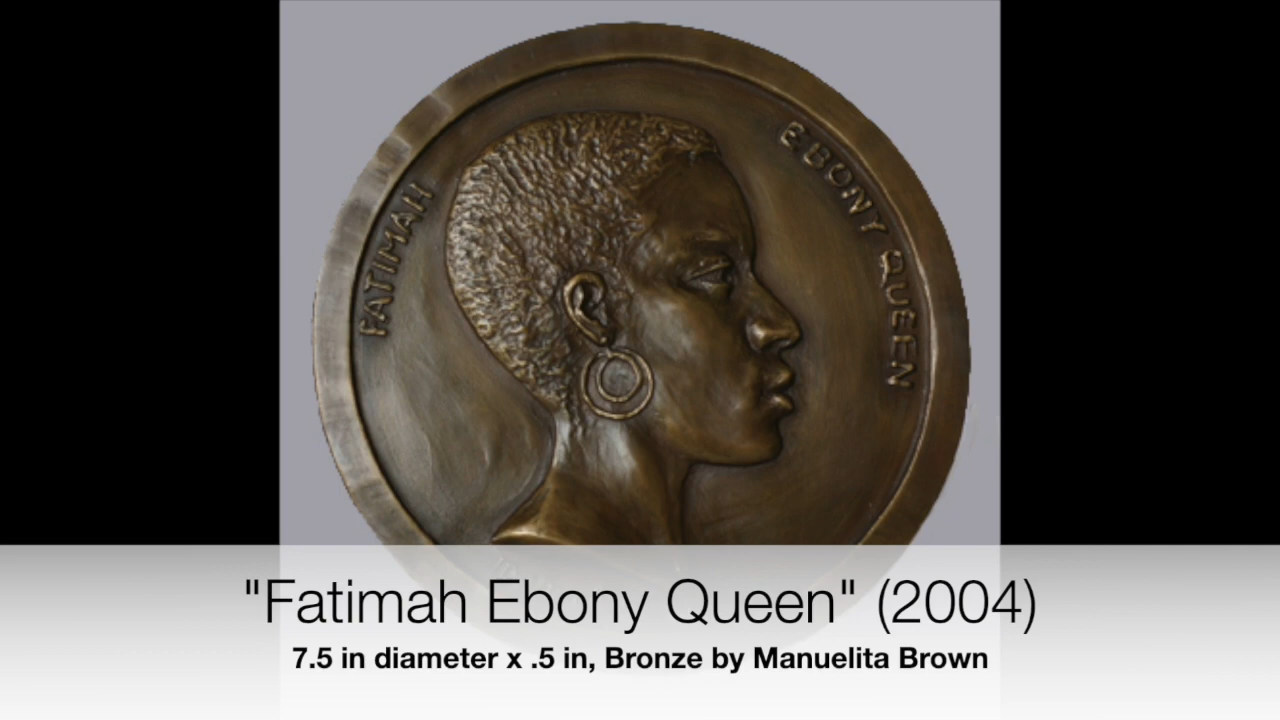 FATIMAH
EBONY QUEEN
"Fatimah Ebony Queen" (2004)
7.5 in diameter x .5 in, Bronze by Manuelita Brown